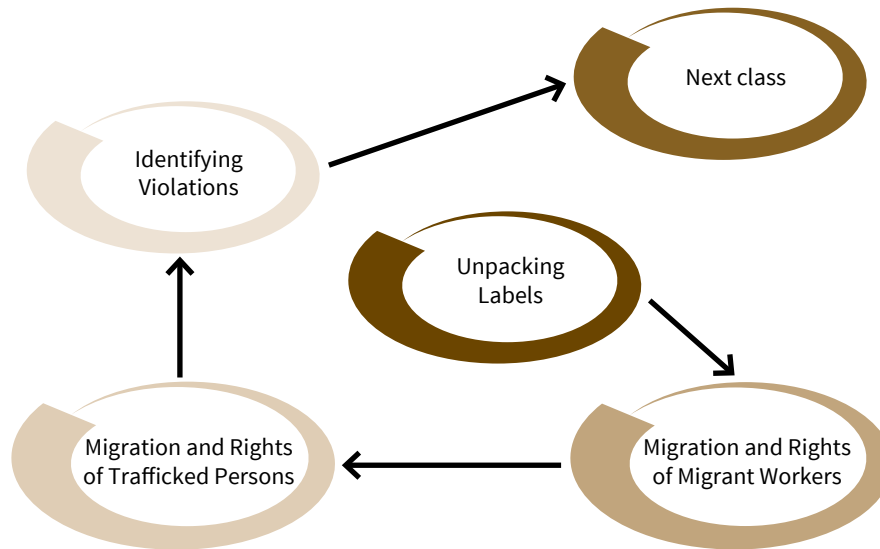 Next class
Identifying
Violations
Unpacking
Labels
Migration and Rights
of Trafficked Persons
Migration and Rights
of Migrant Workers